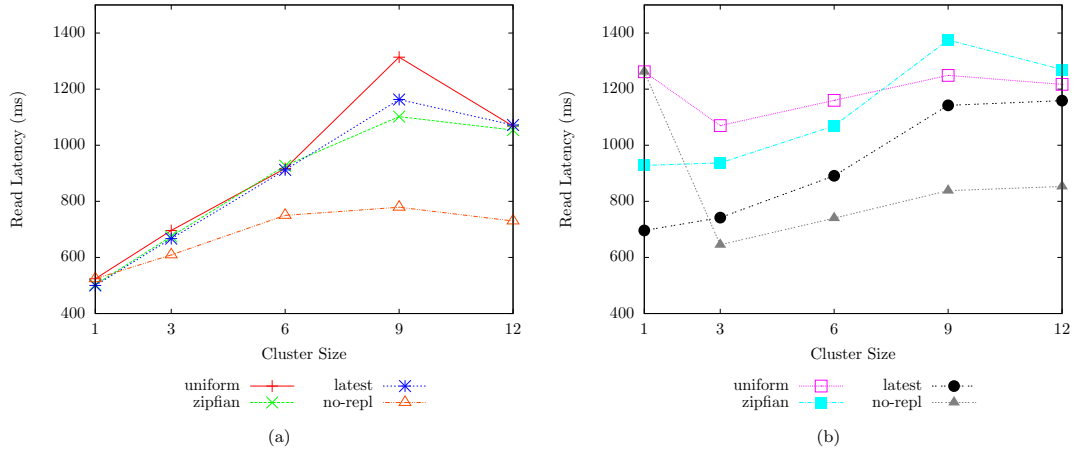 1400
1200
1000
800
600
400
Read Latency (ms)
1 3 6 9 12
Cluster Size
uniform latest
zipfian no-repl
(a)
1400
1200
1000
800
600
400
Read Latency (ms)
1 3 6 9 12
Cluster Size
uniform latest
zipfian no-repl
(b)